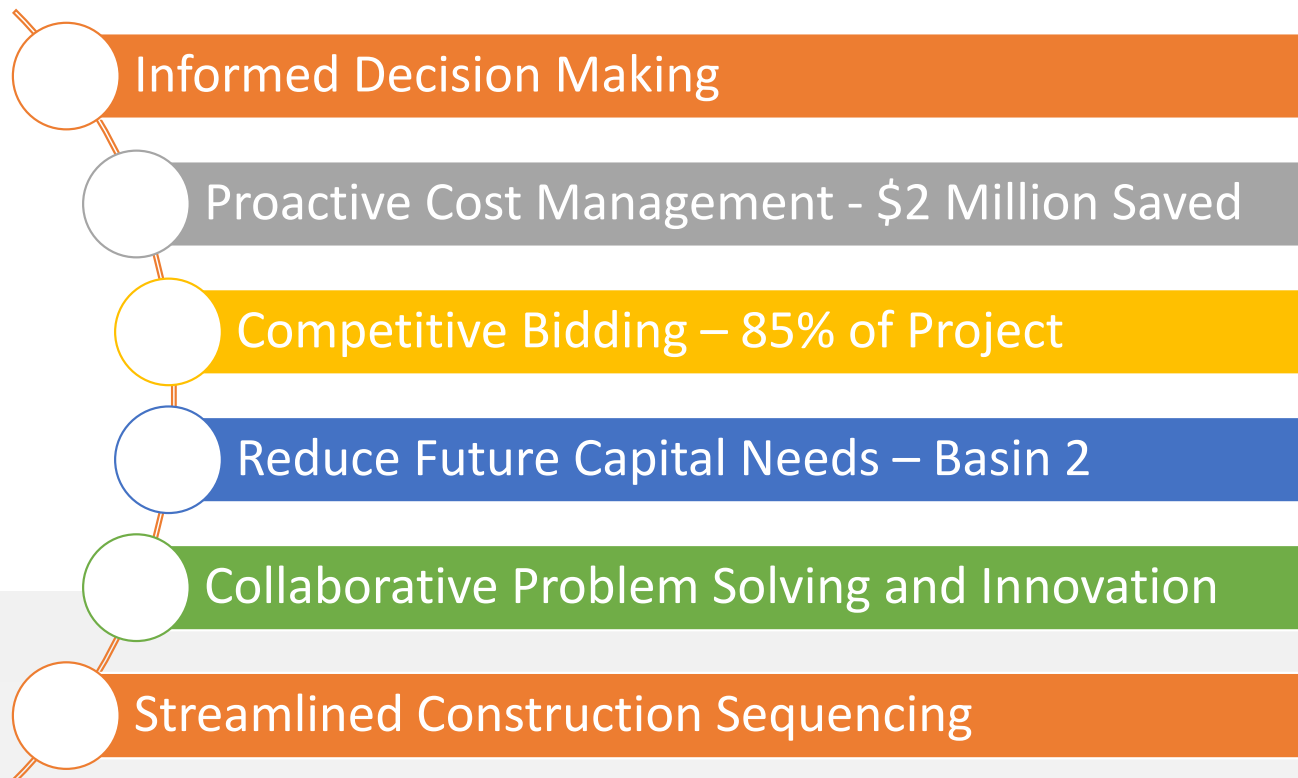 Informed Decision Making
Proactive Cost Management - $2 Million Saved
Competitive Bidding – 85% of Project
Reduce Future Capital Needs – Basin 2
Collaborative Problem Solving and Innovation
Streamlined Construction Sequencing